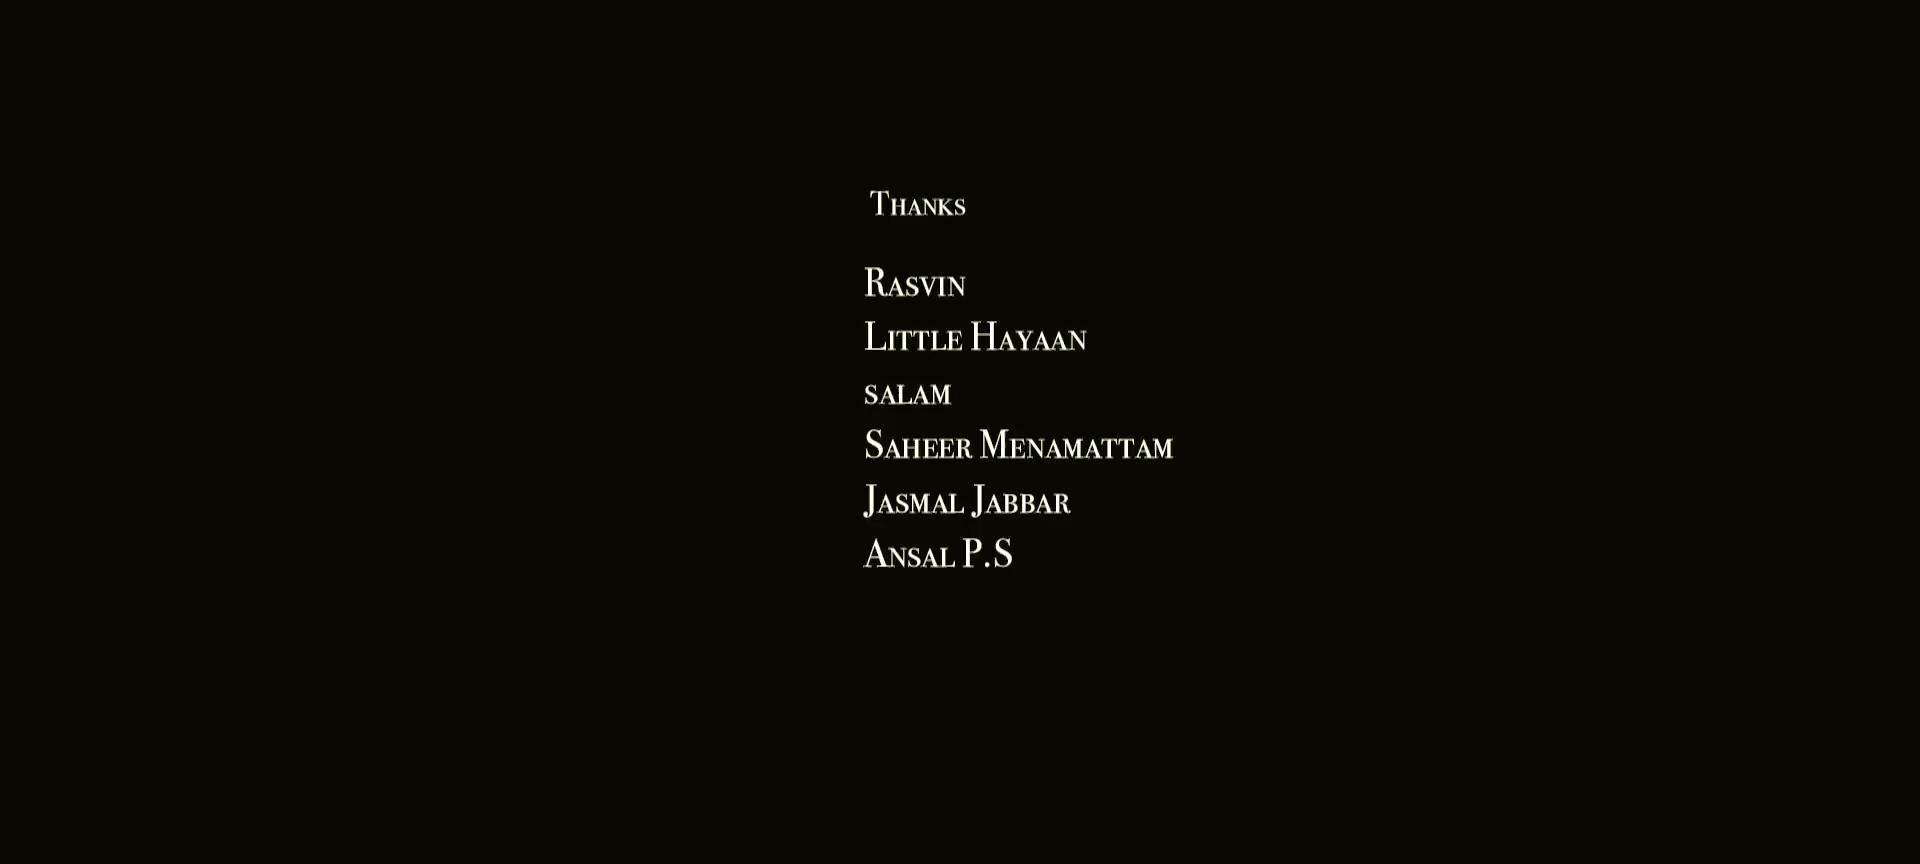 Thanks
Rasvin
Little Hayaan
salam
Saheer Menamattam
Jasmal Jabbar
Ansal P.S